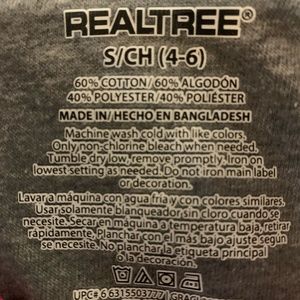 REALTREE®
S/CH (4-6)
60% COTTON/ 60% ALGODÓN
40% POLYESTER/ 40% POLIÉSTER
MADE IN/ HECHO EN BANGLADESH
Machine wash cold with like colors.
Only non-chlorine bleach when needed.
Tumble dry low, remove promptly. Iron on
lowest setting as needed. Do not iron main label
or decoration.
Lavar a máquina con agua fría y con colores similares.
Usar solamente blanqueador sin cloro cuando
se necesite. Secar en máquina a temperatura baja, retirar
rápidamente. Planchar con el más bajo ajuste según
se necesite. No planchar la etiqueta principal
o la decoración.
UPC# 6 6315503777